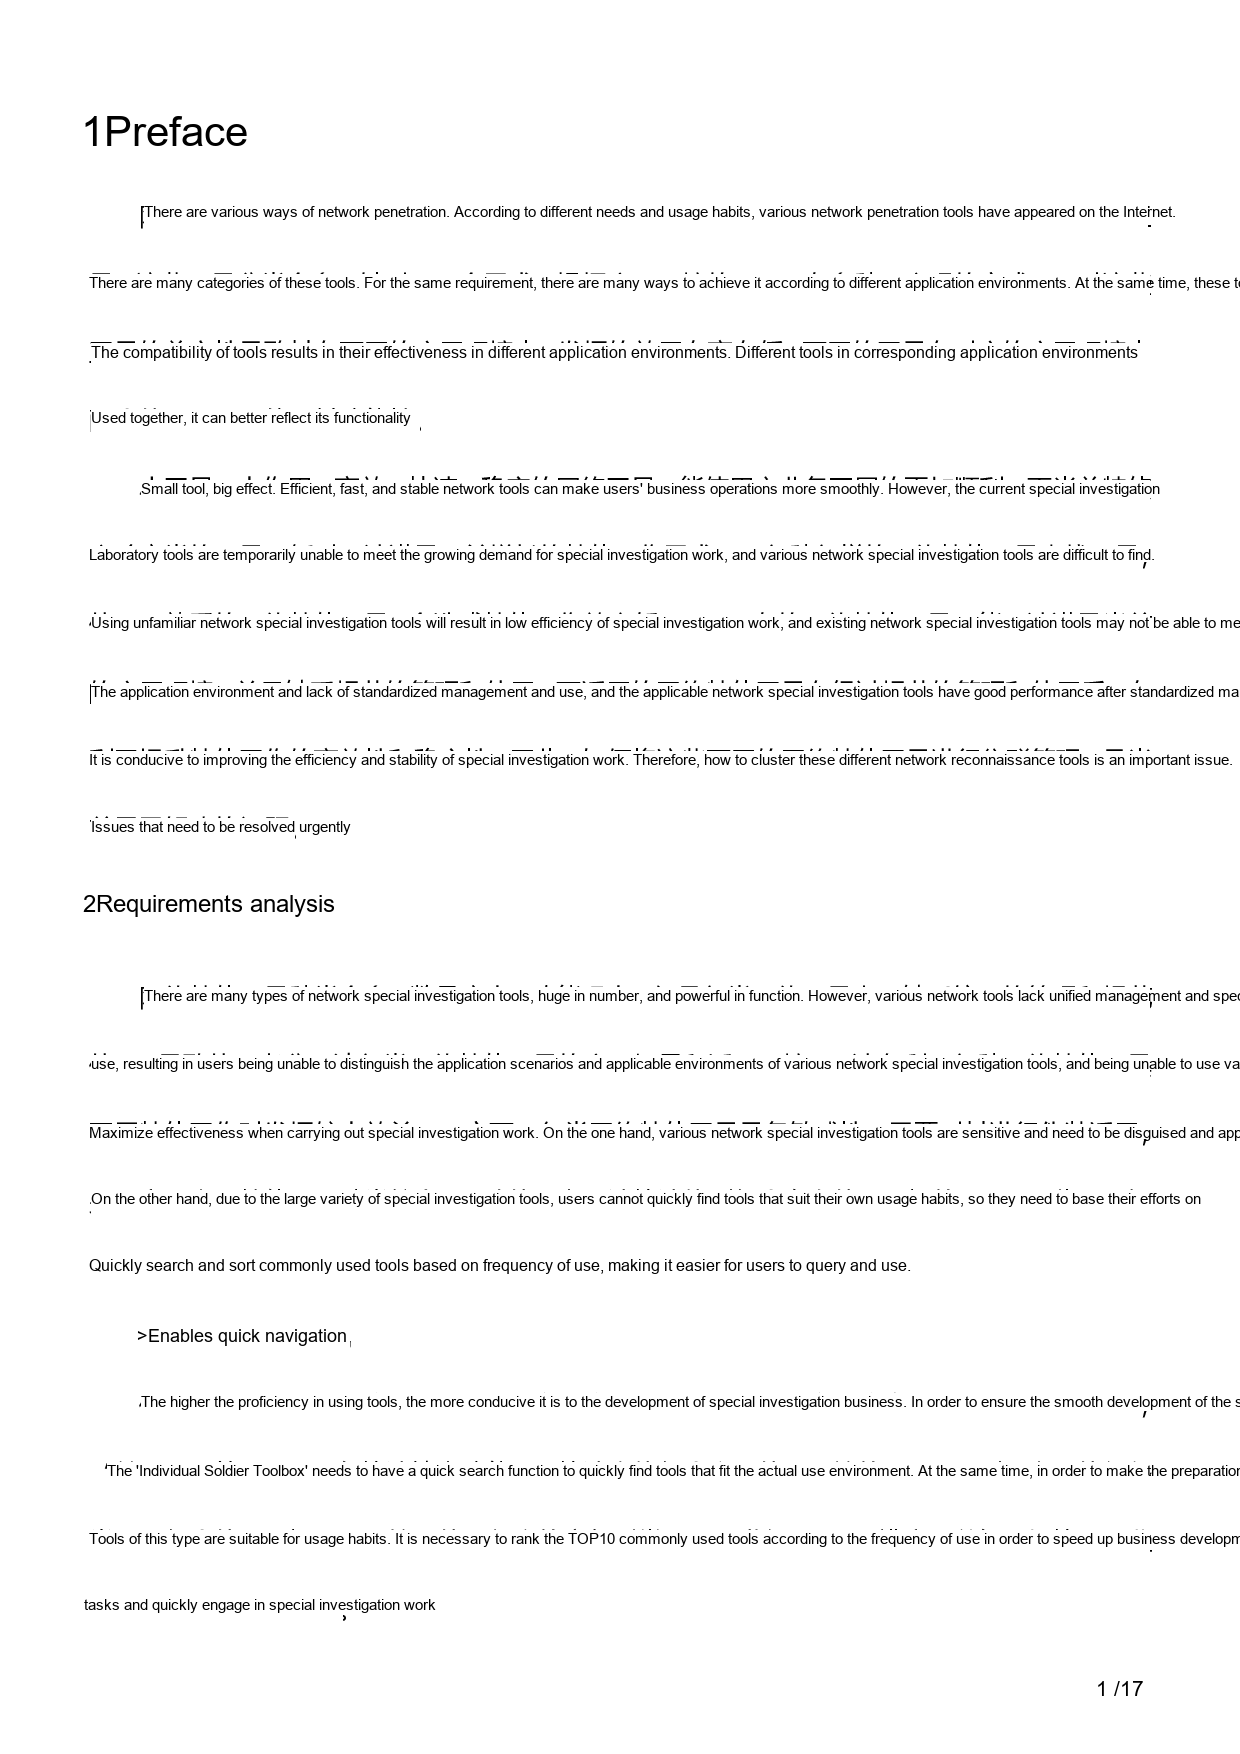 1Preface
There are various ways of network penetration. According to different needs and usage habits, various network penetration tools have appeared on the Internet.
There are many categories of these tools. For the same requirement, there are many ways to achieve it according to different application environments. At the same time, these
The compatibility of tools results in their effectiveness in different application environments. Different tools in corresponding application environments
Used together, it can better reflect its functionality
Small tool, big effect. Efficient, fast, and stable network tools can make users' business operations more smoothly. However, the current special investigation
Laboratory tools are temporarily unable to meet the growing demand for special investigation work, and various network special investigation tools are difficult to find.
Using unfamiliar network special investigation tools will result in low efficiency of special investigation work, and existing network special investigation tools may not be able to me
The application environment and lack of standardized management and use, and the applicable network special investigation tools have good performance after standardized ma
It is conducive to improving the efficiency and stability of special investigation work. Therefore, how to cluster these different network reconnaissance tools is an important issue.
Issues that need to be resolved urgently
2Requirements analysis
There are many types of network special investigation tools, huge in number, and powerful in function. However, various network tools lack unified management and spec
use, resulting in users being unable to distinguish the application scenarios and applicable environments of various network special investigation tools, and being unable to use va
Maximize effectiveness when carrying out special investigation work. On the one hand, various network special investigation tools are sensitive and need to be disguised and app
On the other hand, due to the large variety of special investigation tools, users cannot quickly find tools that suit their own usage habits, so they need to base their efforts on
Quickly search and sort commonly used tools based on frequency of use, making it easier for users to query and use.
>Enables quick navigation
The higher the proficiency in using tools, the more conducive it is to the development of special investigation business. In order to ensure the smooth development of the s
'The 'Individual Soldier Toolbox' needs to have a quick search function to quickly find tools that fit the actual use environment. At the same time, in order to make the preparation
Tools of this type are suitable for usage habits. It is necessary to rank the TOP10 commonly used tools according to the frequency of use in order to speed up business developm
tasks and quickly engage in special investigation work
1 /17